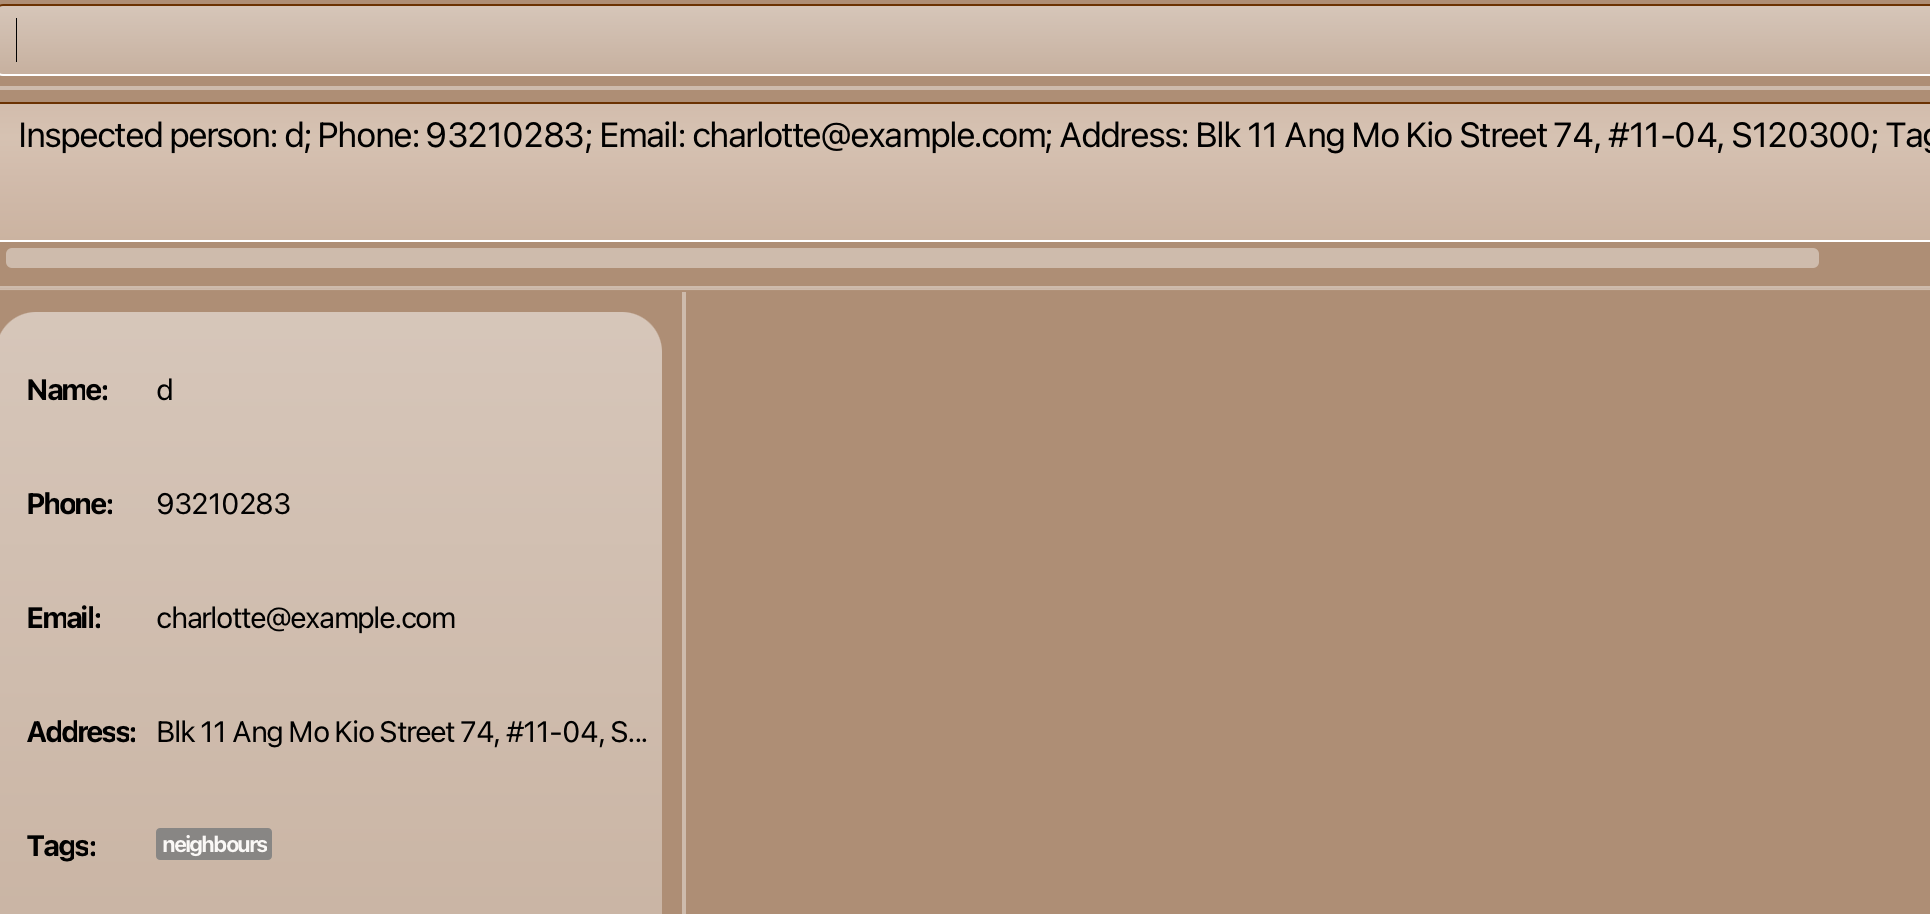 Inspected person: d; Phone: 93210283; Email: charlotte@example.com; Address: Blk 11 Ang Mo Kio Street 74, #11-04, S120300;
Name: d
Phone: 93210283
Email: charlotte@example.com
Address: Blk 11 Ang Mo Kio Street 74, #11-04, S...
Tags: neighbours